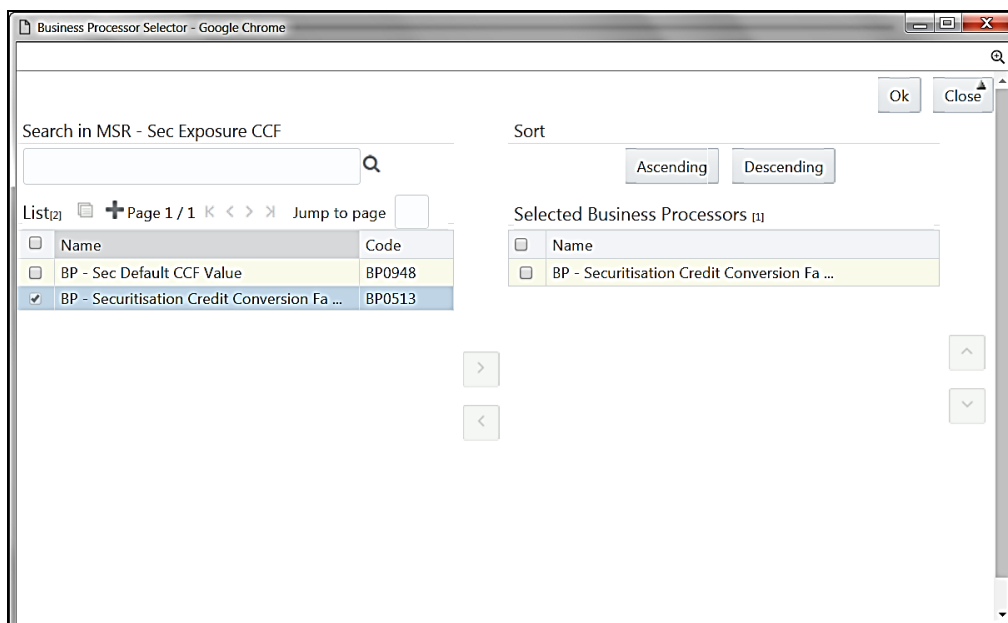 Business Processor Selector - Google Chrome
Ok
Close
Search in MSR - Sec Exposure CCF
Sort
Ascending
Descending
List[2]
Page 1 / 1
Jump to page
Selected Business Processors [1]
Name
Code
Name
BP - Sec Default CCF Value
BP0948
BP - Securitisation Credit Conversion Fa ...
BP - Securitisation Credit Conversion Fa ...
BP0513